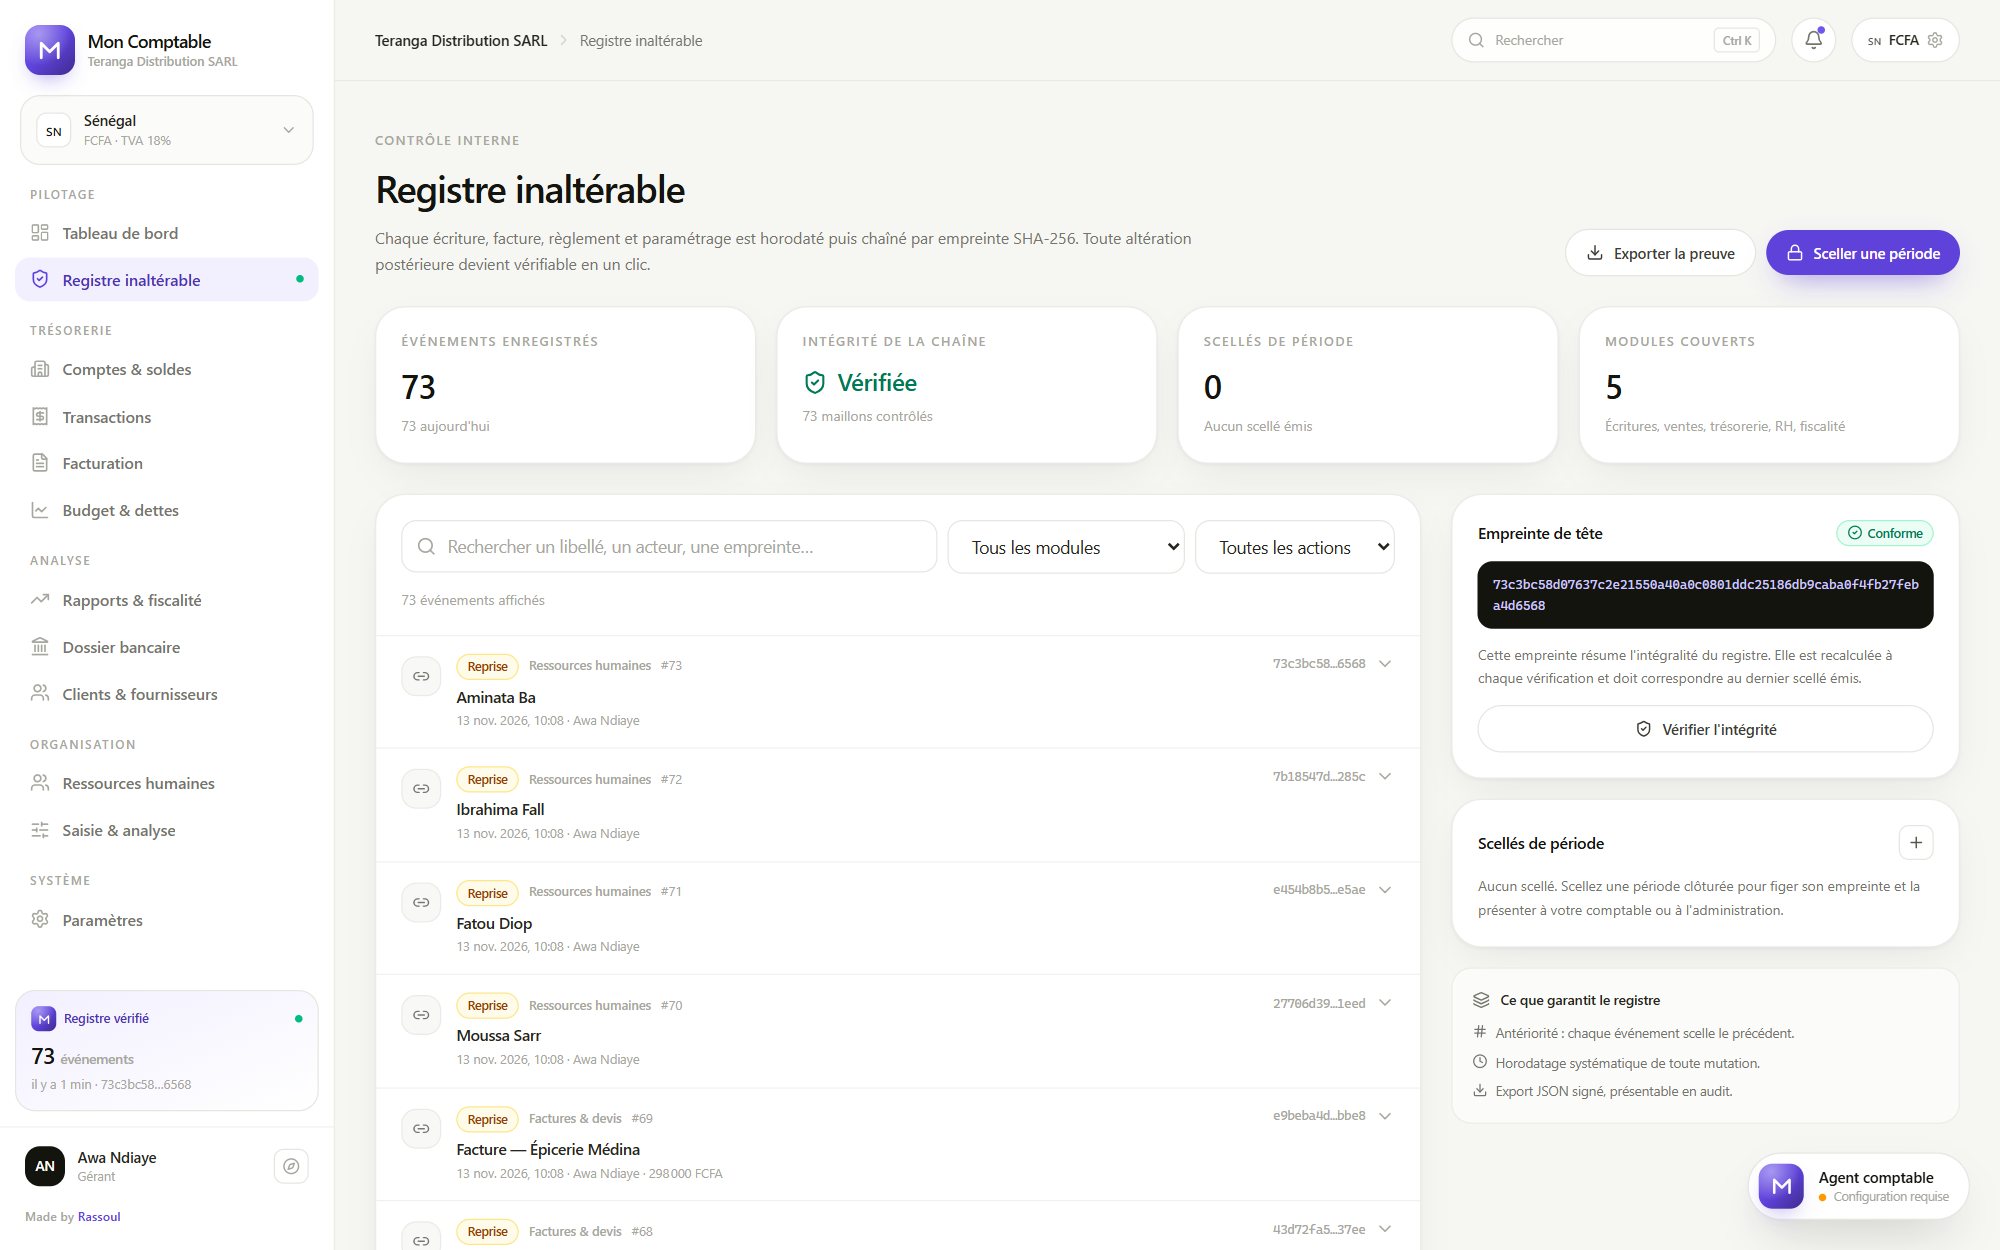 Mon Comptable
Teranga Distribution SARL
SN
Sénégal
FCFA · TVA 18%
PILOTAGE
Tableau de bord
Registre inaltérable
TRÉSORERIE
Comptes & soldes
Transactions
Facturation
Budget & dettes
ANALYSE
Rapports & fiscalité
Dossier bancaire
Clients & fournisseurs
ORGANISATION
Ressources humaines
Saisie & analyse
SYSTÈME
Paramètres
Registre vérifié
73 événements
il y a 1 min · 73c3bc58…6568
AN
Awa Ndiaye
Gérant
Made by Rassoul
Teranga Distribution SARL > Registre inaltérable
Rechercher
Ctrl K
SN FCFA
CONTRÔLE INTERNE
Registre inaltérable
Chaque écriture, facture, règlement et paramétrage est horodaté puis chaîné par empreinte SHA-256. Toute altération
postérieure devient vérifiable en un clic.
Exporter la preuve
Sceller une période
ÉVÉNEMENTS ENREGISTRÉS
73
73 aujourd'hui
INTÉGRITÉ DE LA CHAÎNE
Vérifiée
73 maillons contrôlés
SCELLÉS DE PÉRIODE
0
Aucun scellé émis
MODULES COUVERTS
5
Écritures, ventes, trésorerie, RH, fiscalité
Rechercher un libellé, un acteur, une empreinte…
Tous les modules
Toutes les actions
73 événements affichés
Reprise Ressources humaines #73
73c3bc58…6568
Aminata Ba
13 nov. 2026, 10:08 · Awa Ndiaye
Reprise Ressources humaines #72
7b18547d…285c
Ibrahima Fall
13 nov. 2026, 10:08 · Awa Ndiaye
Reprise Ressources humaines #71
e454b8b5…e5ae
Fatou Diop
13 nov. 2026, 10:08 · Awa Ndiaye
Reprise Ressources humaines #70
27706d39…1eed
Moussa Sarr
13 nov. 2026, 10:08 · Awa Ndiaye
Reprise Factures & devis #69
e9beba4d…bbe8
Facture — Épicerie Médina
13 nov. 2026, 10:08 · Awa Ndiaye · 298 000 FCFA
Reprise Factures & devis #68
43d72fa5…37ee
Empreinte de tête
Conforme
73c3bc58d07637c2e21550a40a0c0801ddc25186db9caba0f4fb27feb
a4d6568
Cette empreinte résume l'intégralité du registre. Elle est recalculée à
chaque vérification et doit correspondre au dernier scellé émis.
Vérifier l'intégrité
Scellés de période
Aucun scellé. Scellez une période clôturée pour figer son empreinte et la
présenter à votre comptable ou à l'administration.
Ce que garantit le registre
Antériorité : chaque événement scelle le précédent.
Horodatage systématique de toute mutation.
Export JSON signé, présentable en audit.
Agent comptable
Configuration requise